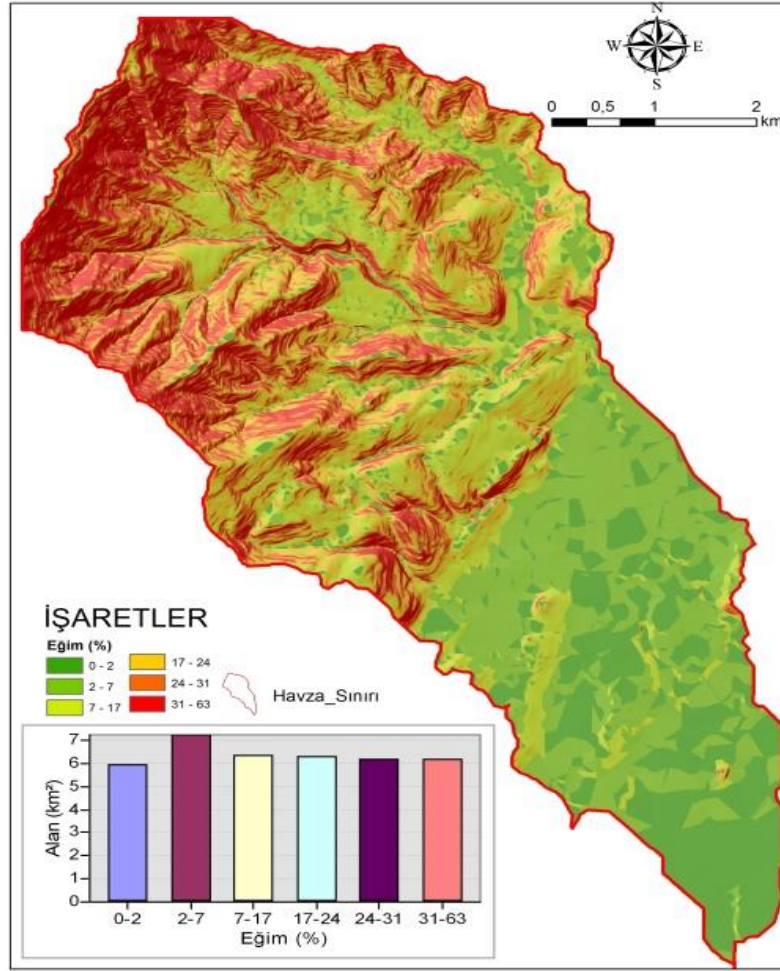 N
W E
S
0 0,5 1 2
km
İŞARETLER
Eğim (%)
0 - 2 17 - 24
2 - 7 24 - 31
7 - 17 31 - 63
Havza_Sınırı
7
6
5
4
3
2
1
0
Alan (km²)
0-2 2-7 7-17 17-24 24-31 31-63
Eğim (%)